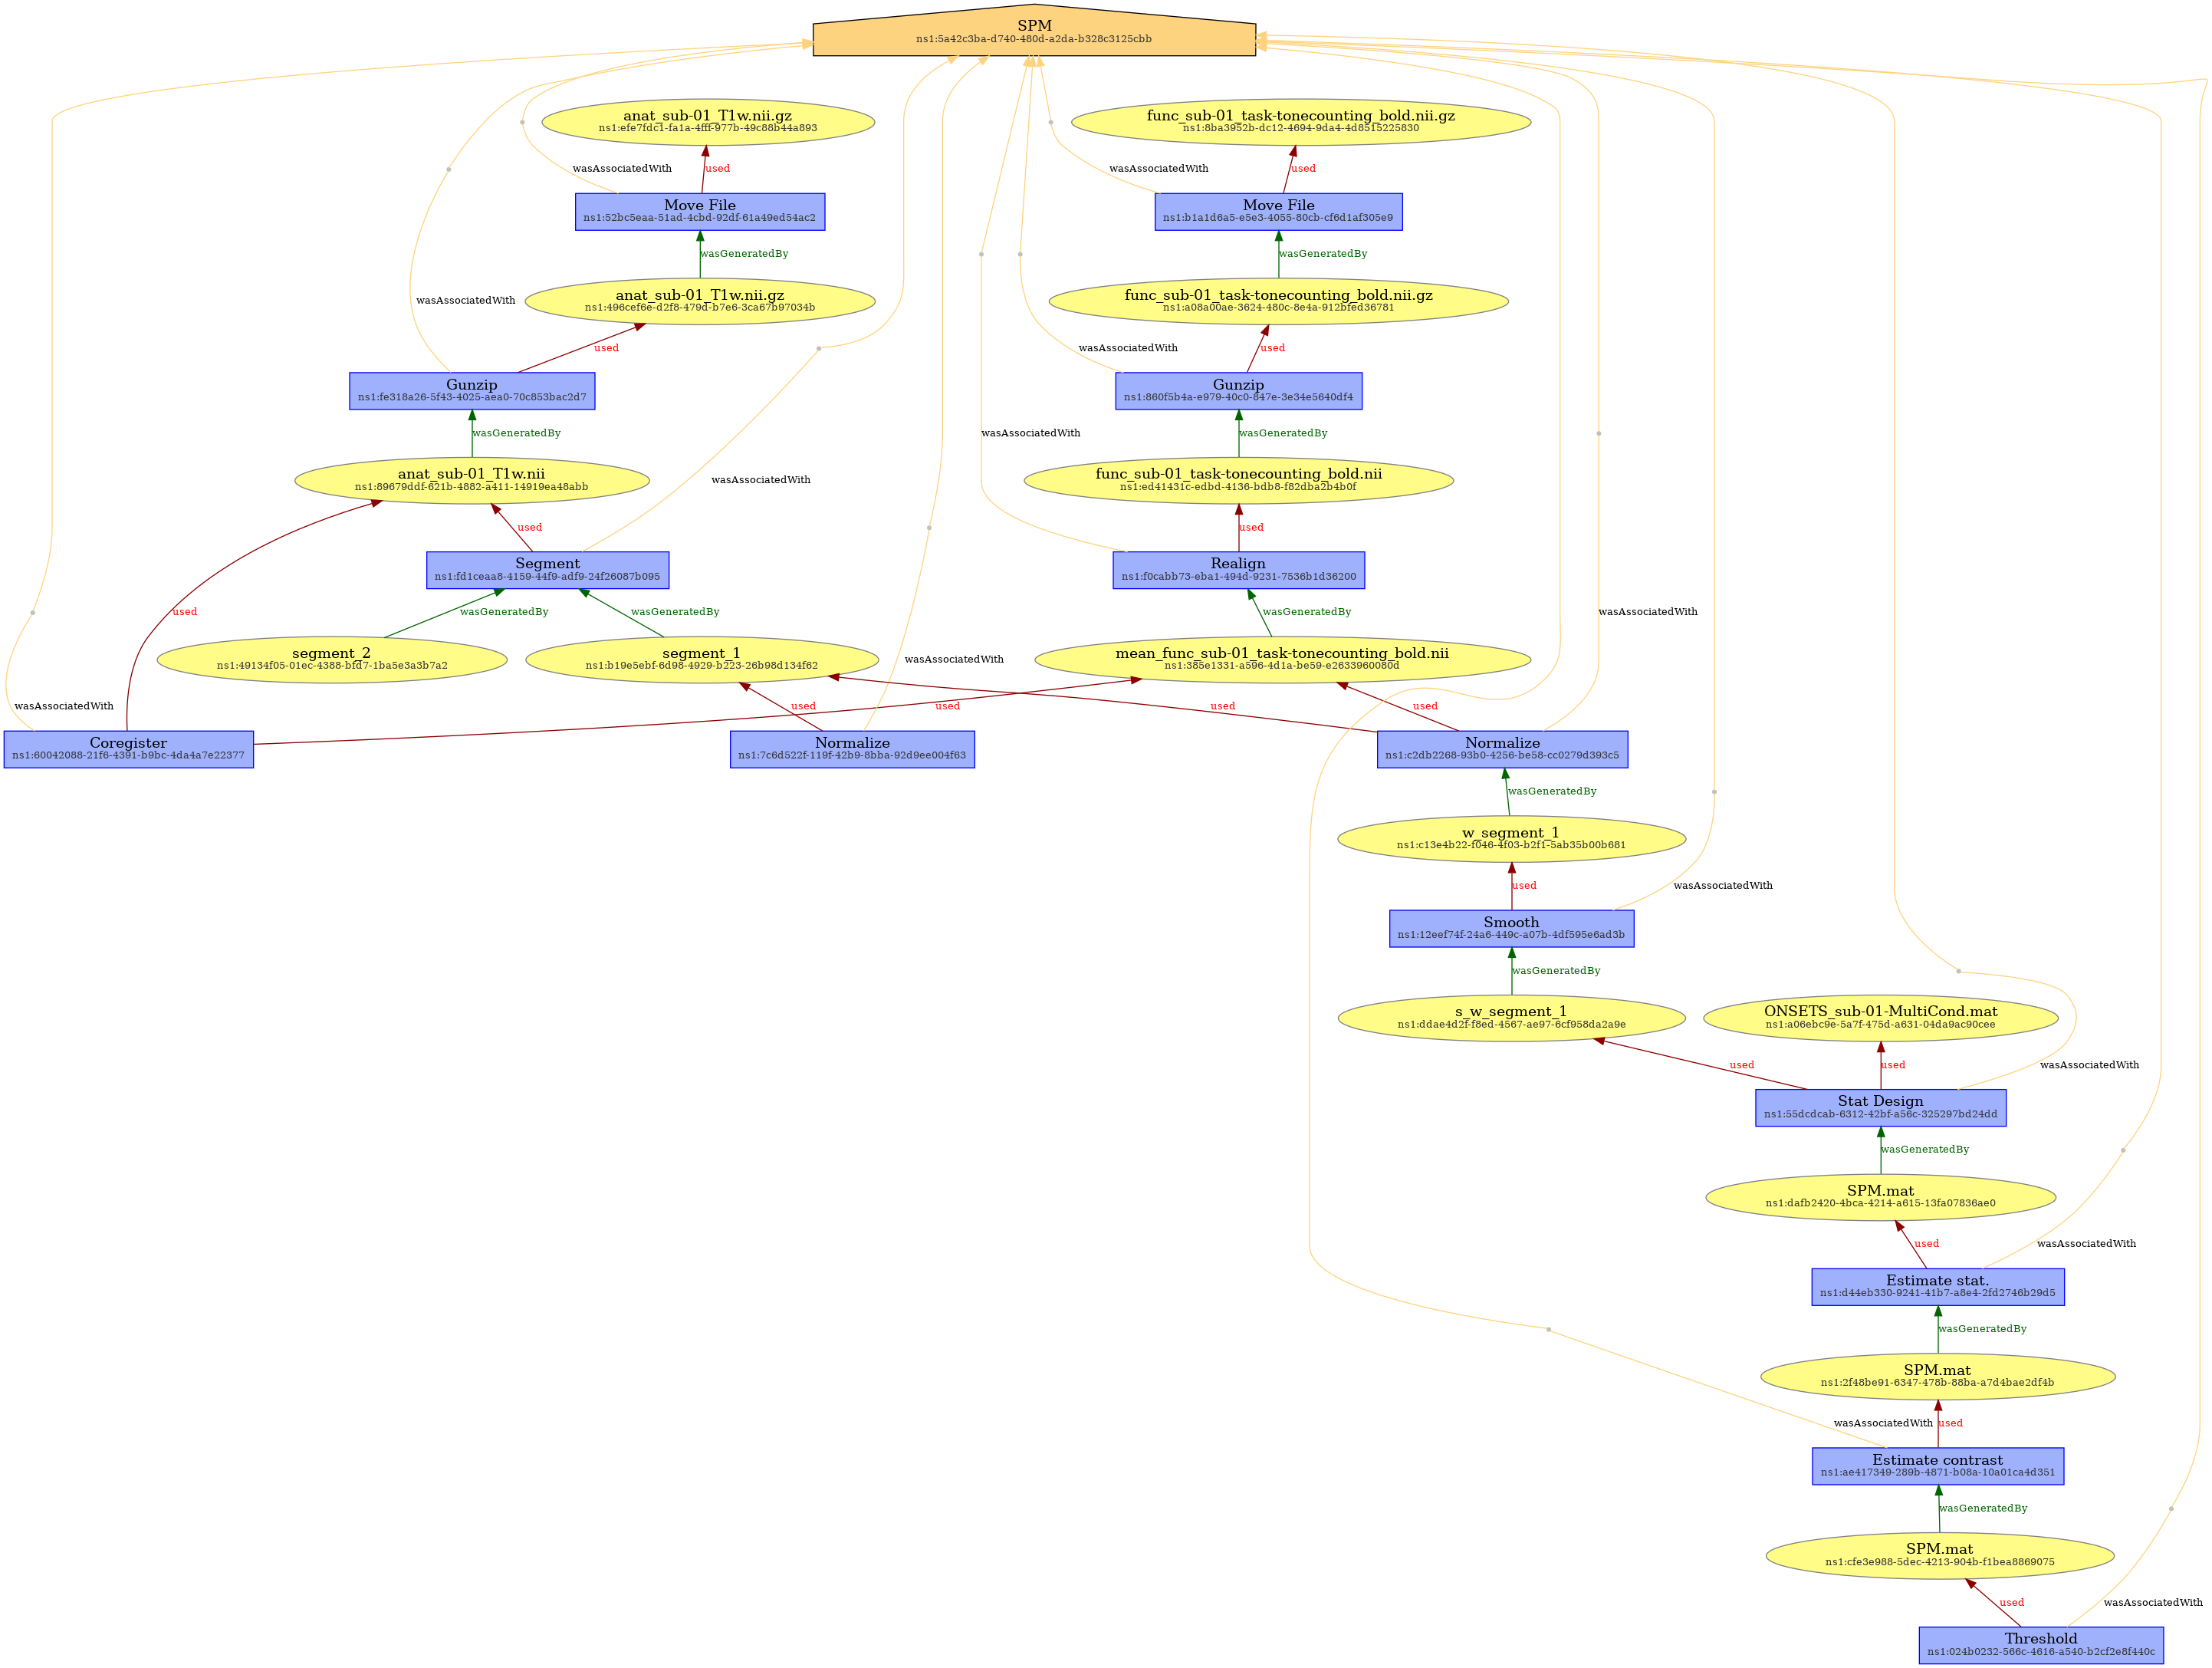 SPM
ns1:5a42c3ba-d740-480d-a2da-b328c3125cbb
anat_sub-01_T1w.nii.gz
ns1:efe7fdc1-fa1a-4fff-977b-49c88b44a893
func_sub-01_task-tonecounting_bold.nii.gz
ns1:8ba3952b-dc12-4694-9da4-4d8515225830
wasAssociatedWith
used
wasAssociatedWith
used
Move File
ns1:52bc5eaa-51ad-4cbd-92df-61a49ed54ac2
Move File
ns1:b1a1d6a5-e5e3-4055-80cb-cf6d1af305e9
wasGeneratedBy
wasGeneratedBy
wasAssociatedWith
anat_sub-01_T1w.nii.gz
ns1:496cef6e-d2f8-479d-b7e6-3ca67b97034b
func_sub-01_task-tonecounting_bold.nii.gz
ns1:a08a00ae-3624-480c-8e4a-912bfed36781
used
wasAssociatedWith
used
Gunzip
ns1:fe318a26-5f43-4025-aea0-70c853bac2d7
Gunzip
ns1:860f5b4a-e979-40c0-847e-3e34e5640df4
wasGeneratedBy
wasAssociatedWith
wasGeneratedBy
anat_sub-01_T1w.nii
ns1:89679ddf-621b-4882-a411-14919ea48abb
wasAssociatedWith
func_sub-01_task-tonecounting_bold.nii
ns1:ed41431c-edbd-4136-bdb8-f82dba2b4b0f
used
used
Segment
ns1:fd1ceaa8-4159-44f9-adf9-24f26087b095
Realign
ns1:f0cabb73-eba1-494d-9231-7536b1d36200
used
wasGeneratedBy
wasGeneratedBy
wasGeneratedBy
wasAssociatedWith
segment_2
ns1:49134f05-01ec-4388-bfd7-1ba5e3a3b7a2
segment_1
ns1:b19e5ebf-6d98-4929-b223-26b98d134f62
wasAssociatedWith
mean_func_sub-01_task-tonecounting_bold.nii
ns1:385e1331-a596-4d1a-be59-e2633960080d
wasAssociatedWith
used
used
used
used
Coregister
ns1:60042088-21f6-4391-b9bc-4da4a7e22377
Normalize
ns1:7c6d522f-119f-42b9-8bba-92d9ee004f63
Normalize
ns1:c2db2268-93b0-4256-be58-cc0279d393c5
wasGeneratedBy
w_segment_1
ns1:c13e4b22-f046-4f03-b2f1-5ab35b00b681
used
wasAssociatedWith
Smooth
ns1:12eef74f-24a6-449c-a07b-4df595e6ad3b
wasGeneratedBy
s_w_segment_1
ns1:ddae4d2f-f8ed-4567-ae97-6cf958da2a9e
ONSETS_sub-01-MultiCond.mat
ns1:a06ebc9e-5a7f-475d-a631-04da9ac90cee
used
used
wasAssociatedWith
Stat Design
ns1:55dcdcab-6312-42bf-a56c-325297bd24dd
wasGeneratedBy
SPM.mat
ns1:dafb2420-4bca-4214-a615-13fa07836ae0
used
wasAssociatedWith
Estimate stat.
ns1:d44eb330-9241-41b7-a8e4-2fd2746b29d5
wasGeneratedBy
SPM.mat
ns1:2f48be91-6347-478b-88ba-a7d4bae2df4b
wasAssociatedWith
used
Estimate contrast
ns1:ae417349-289b-4871-b08a-10a01ca4d351
wasGeneratedBy
SPM.mat
ns1:cfe3e988-5dec-4213-904b-f1bea8869075
used
wasAssociatedWith
Threshold
ns1:024b0232-566c-4616-a540-b2cf2e8f440c